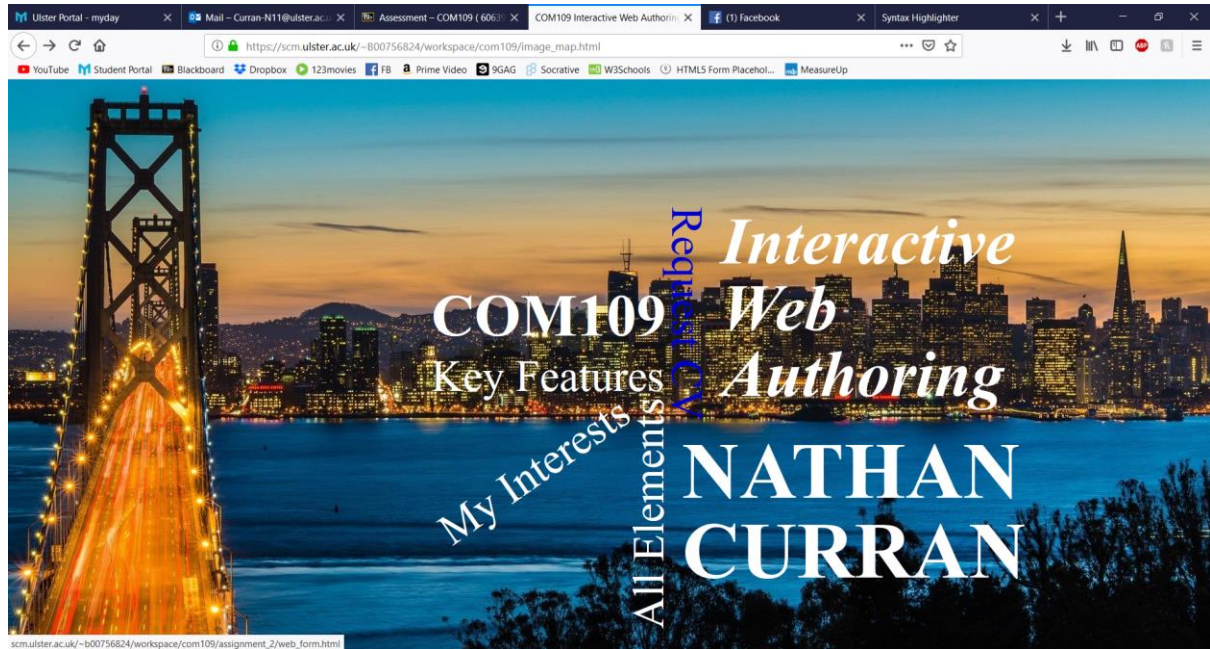 Ulster Portal - myday
Mail – Curran-N11@ulster.ac.u
Assessment – COM109 ( 60639
COM109 Interactive Web Authorin
(1) Facebook
Syntax Highlighter
https://scm.ulster.ac.uk/~B00756824/workspace/com109/image_map.html
YouTube Student Portal Blackboard Dropbox 123movies FB Prime Video 9GAG Socrative W3Schools HTML5 Form Placehol... MeasureUp
COM109
Key Features
My Interests
All Elements
Request CV
Interactive
Web
Authoring
NATHAN
CURRAN
scm.ulster.ac.uk/~b00756824/workspace/com109/assignment_2/web_form.html